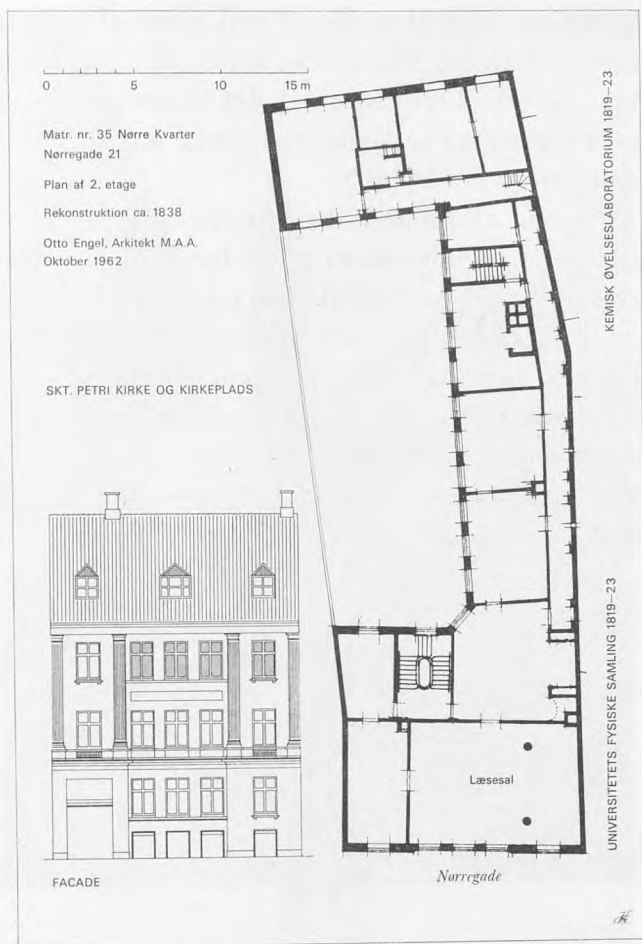 0 5 10 15 m
Matr. nr. 35 Nørre Kvarter
Nørregade 21
Plan af 2. etage
Rekonstruktion ca. 1838
Otto Engel, Arkitekt M.A.A.
Oktober 1962
SKT. PETRI KIRKE OG KIRKEPLADS
KEMISK ØVELSESLABORATORIUM 1819–23
UNIVERSITETETS FYSISKE SAMLING 1819–23
Læsesal
Nørregade
FACADE